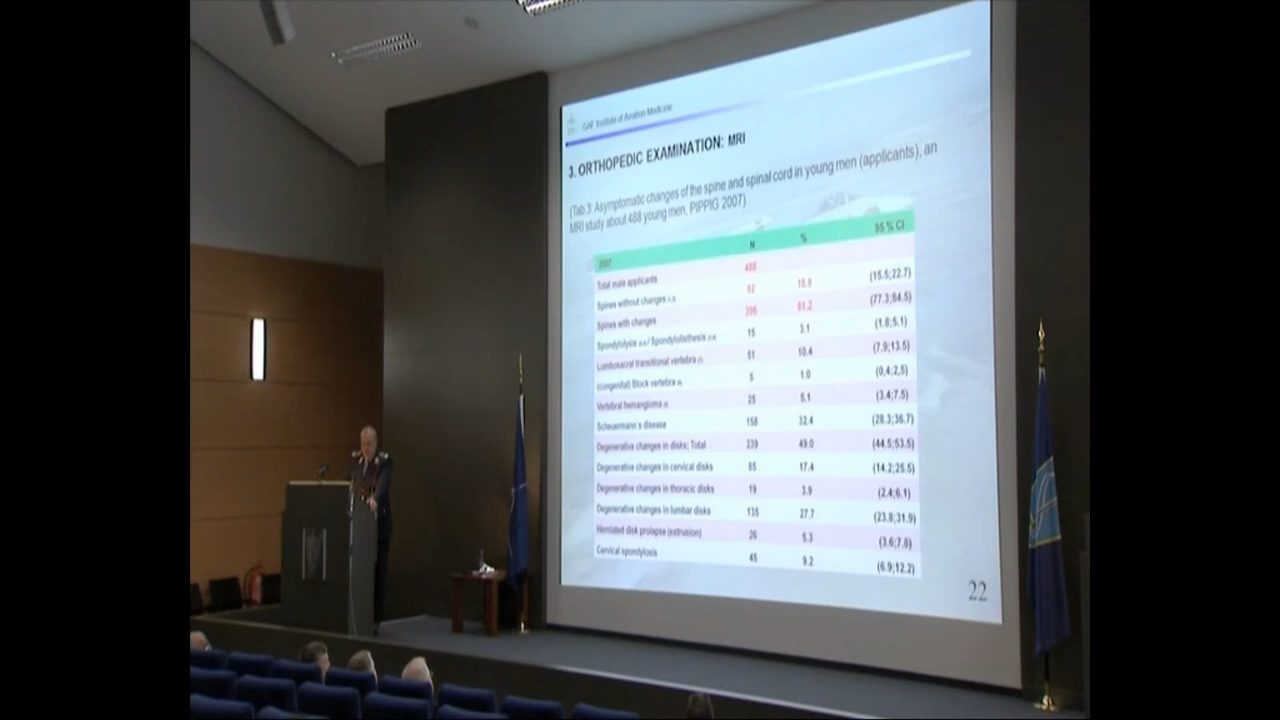 GAF Institute of Aviation Medicine
3. ORTHOPEDIC EXAMINATION: MRI
(Tab 3: Asymptomatic changes of the spine and spinal cord in young men (applicants), an
MRI study about 488 young men, PIPPIG 2007)
2007 N % 95 % CI
Total male applicants 488
Spines without changes 92 18.8 (15.5;22.7)
Spines with changes 396 81.2 (77.3;84.5)
Spondylolysis / Spondylolisthesis 15 3.1 (1.8;5.1)
Lumbosacral transitional vertebra 51 10.4 (7.9;13.5)
(congenital) Block vertebra 5 1.0 (0,4;2,5)
Vertebral hemangioma 25 5.1 (3.4;7.5)
Scheuermann s disease 158 32.4 (28.3;36.7)
Degenerative changes in disks; Total 239 49.0 (44.5;53.5)
Degenerative changes in cervical disks 85 17.4 (14.2;25.5)
Degenerative changes in thoracic disks 19 3.9 (2.4;6.1)
Degenerative changes in lumbar disks 135 27.7 (23.8;31.9)
Herniated disk prolapse (extrusion) 26 5.3 (3.6;7.8)
Cervical spondylosis 45 9.2 (6.9;12.2)
22